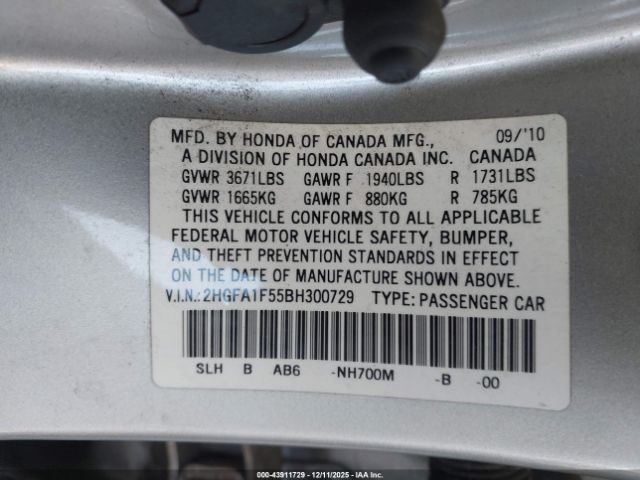 MFD. BY HONDA OF CANADA MFG., 09/'10
A DIVISION OF HONDA CANADA INC. CANADA
GVWR 3671LBS GAWR F 1940LBS R 1731LBS
GVWR 1665KG GAWR F 880KG R 785KG
THIS VEHICLE CONFORMS TO ALL APPLICABLE
FEDERAL MOTOR VEHICLE SAFETY, BUMPER,
AND THEFT PREVENTION STANDARDS IN EFFECT
ON THE DATE OF MANUFACTURE SHOWN ABOVE.
V.I.N.: 2HGFA1F55BH300729 TYPE: PASSENGER CAR
SLH B AB6 -NH700M -B -00
000-43911729 - 12/11/2025 - IAA Inc.